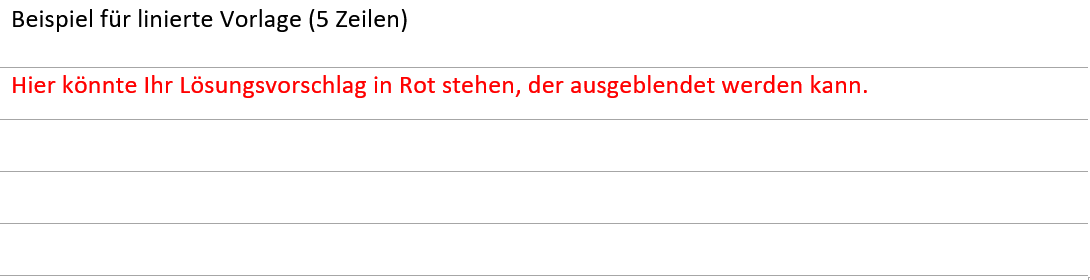 Beispiel für linierte Vorlage (5 Zeilen)
Hier könnte Ihr Lösungsvorschlag in Rot stehen, der ausgeblendet werden kann.